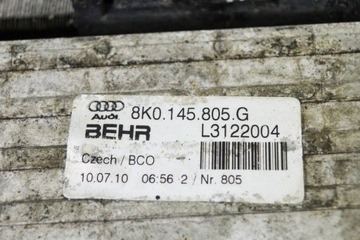 Audi 8K0.145.805.G
BEHR L3122004
Czech / BCO
10.07.10 06:56 2 / Nr. 805